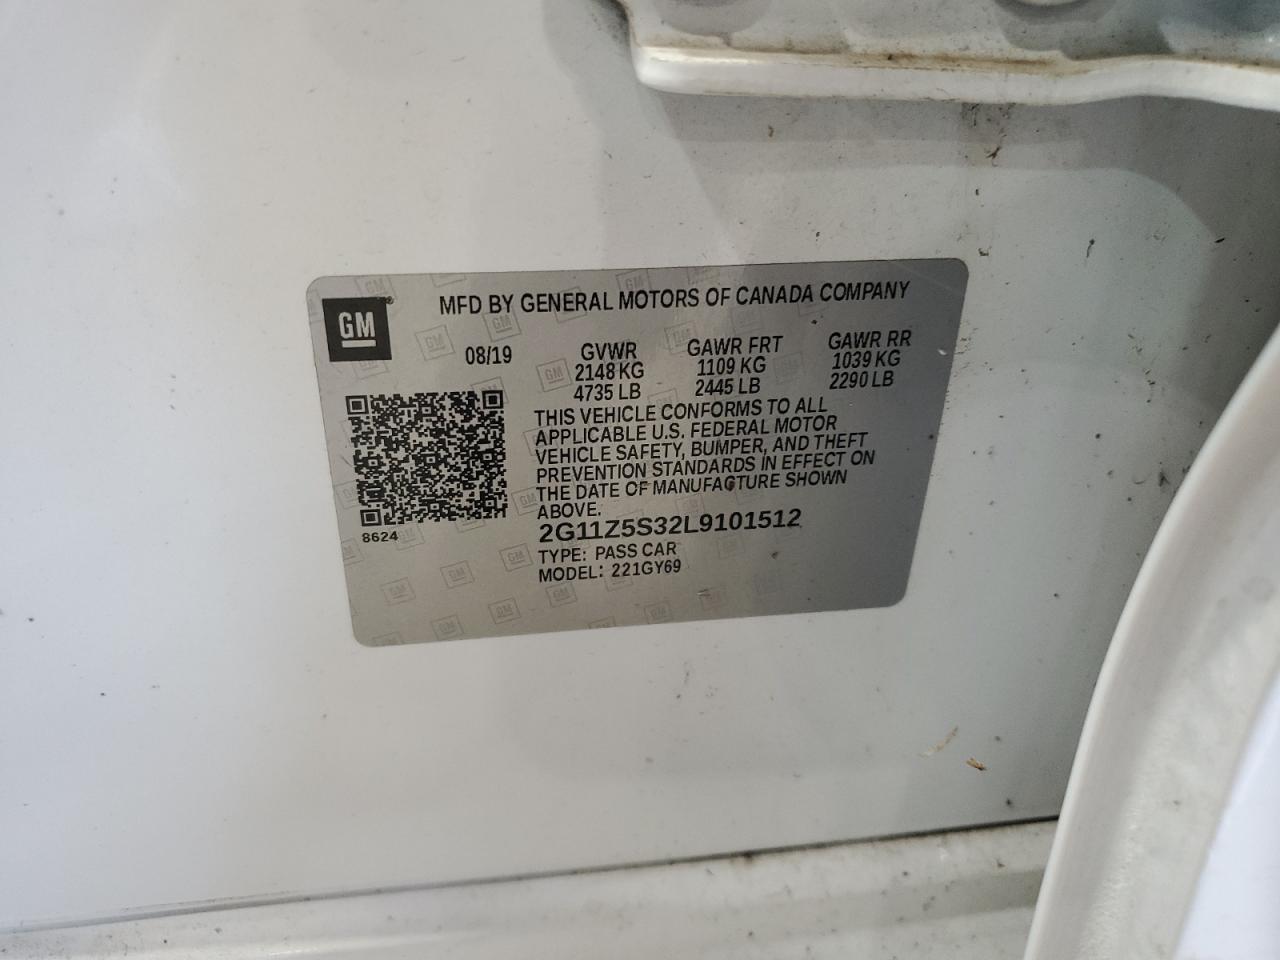 GM
MFD BY GENERAL MOTORS OF CANADA COMPANY
08/19
GVWR
2148 KG
4735 LB
GAWR FRT
1109 KG
2445 LB
GAWR RR
1039 KG
2290 LB
THIS VEHICLE CONFORMS TO ALL
APPLICABLE U.S. FEDERAL MOTOR
VEHICLE SAFETY, BUMPER, AND THEFT
PREVENTION STANDARDS IN EFFECT ON
THE DATE OF MANUFACTURE SHOWN
ABOVE.
8624
2G11Z5S32L9101512
TYPE: PASS CAR
MODEL: 221GY69